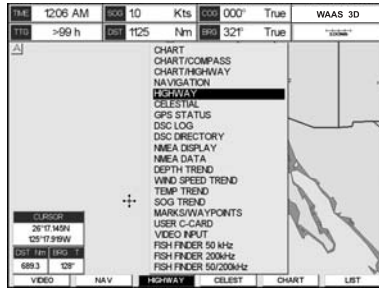 TIME 12:06 AM SOG 1.0 Kts COG 000° True WAAS 3D
TTG >99 h DST 1125 Nm BRG 321° True
A
CHART
CHART/COMPASS
CHART/HIGHWAY
NAVIGATION
HIGHWAY
CELESTIAL
GPS STATUS
DSC LOG
DSC DIRECTORY
NMEA DISPLAY
NMEA DATA
DEPTH TREND
WIND SPEED TREND
TEMP TREND
SOG TREND
MARKS/WAYPOINTS
USER C-CARD
VIDEO INPUT
FISH FINDER 50 kHz
FISH FINDER 200kHz
FISH FINDER 50/200kHz
CURSOR
26°17.145N
125°17.919W
DST Nm BRG T
689.3 128°
VIDEO NAV HIGHWAY CELEST CHART LIST